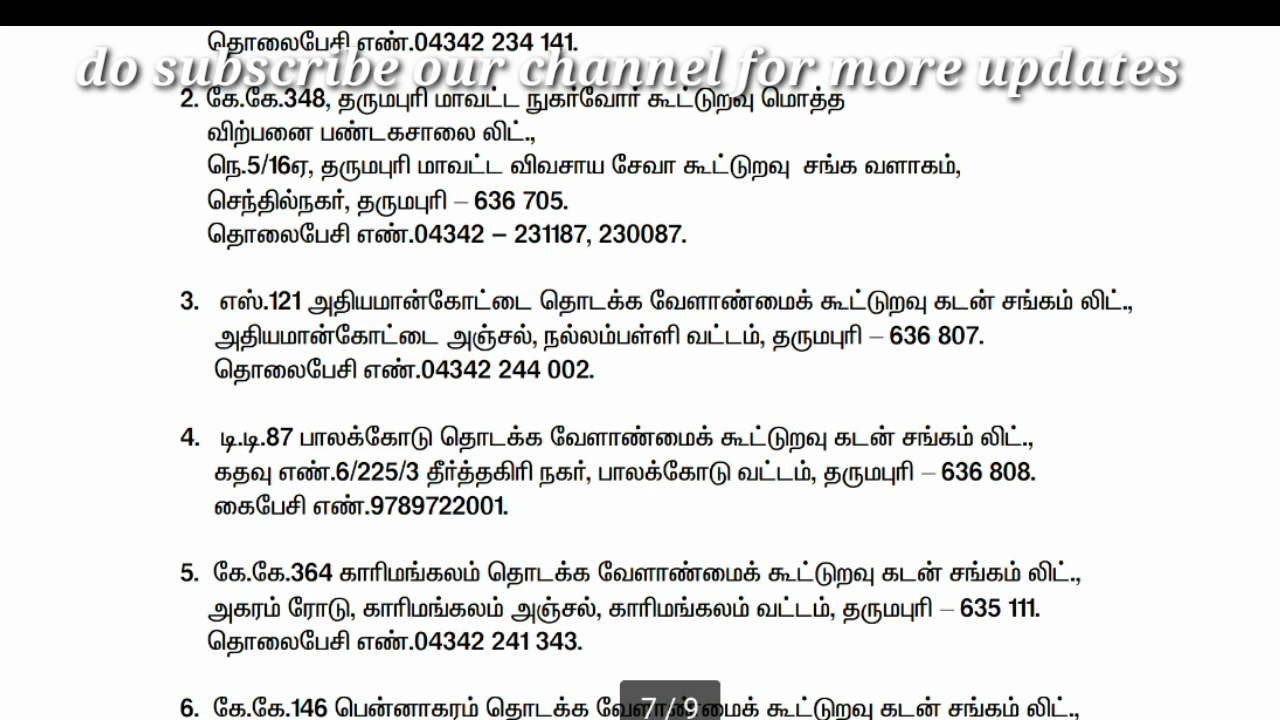 தொலைபேசி எண்.04342 234 141.
do subscribe our channel for more updates
2. கே.கே.348, தருமபுரி மாவட்ட நுகர்வோர் கூட்டுறவு மொத்த
விற்பனை பண்டகசாலை லிட்.,
நெ.5/16ஏ, தருமபுரி மாவட்ட விவசாய சேவா கூட்டுறவு சங்க வளாகம்,
செந்தில்நகர், தருமபுரி – 636 705.
தொலைபேசி எண்.04342 – 231187, 230087.
3. எஸ்.121 அதியமான்கோட்டை தொடக்க வேளாண்மைக் கூட்டுறவு கடன் சங்கம் லிட்.,
அதியமான்கோட்டை அஞ்சல், நல்லம்பள்ளி வட்டம், தருமபுரி – 636 807.
தொலைபேசி எண்.04342 244 002.
4. டி.டி.87 பாலக்கோடு தொடக்க வேளாண்மைக் கூட்டுறவு கடன் சங்கம் லிட்.,
கதவு எண்.6/225/3 தீர்த்தகிரி நகர், பாலக்கோடு வட்டம், தருமபுரி – 636 808.
கைபேசி எண்.9789722001.
5. கே.கே.364 காரிமங்கலம் தொடக்க வேளாண்மைக் கூட்டுறவு கடன் சங்கம் லிட்.,
அகரம் ரோடு, காரிமங்கலம் அஞ்சல், காரிமங்கலம் வட்டம், தருமபுரி – 635 111.
தொலைபேசி எண்.04342 241 343.
6. கே.கே.146 பென்னாகரம் தொடக்க வேளாண்மைக் கூட்டுறவு கடன் சங்கம் லிட்.,
7 / 9